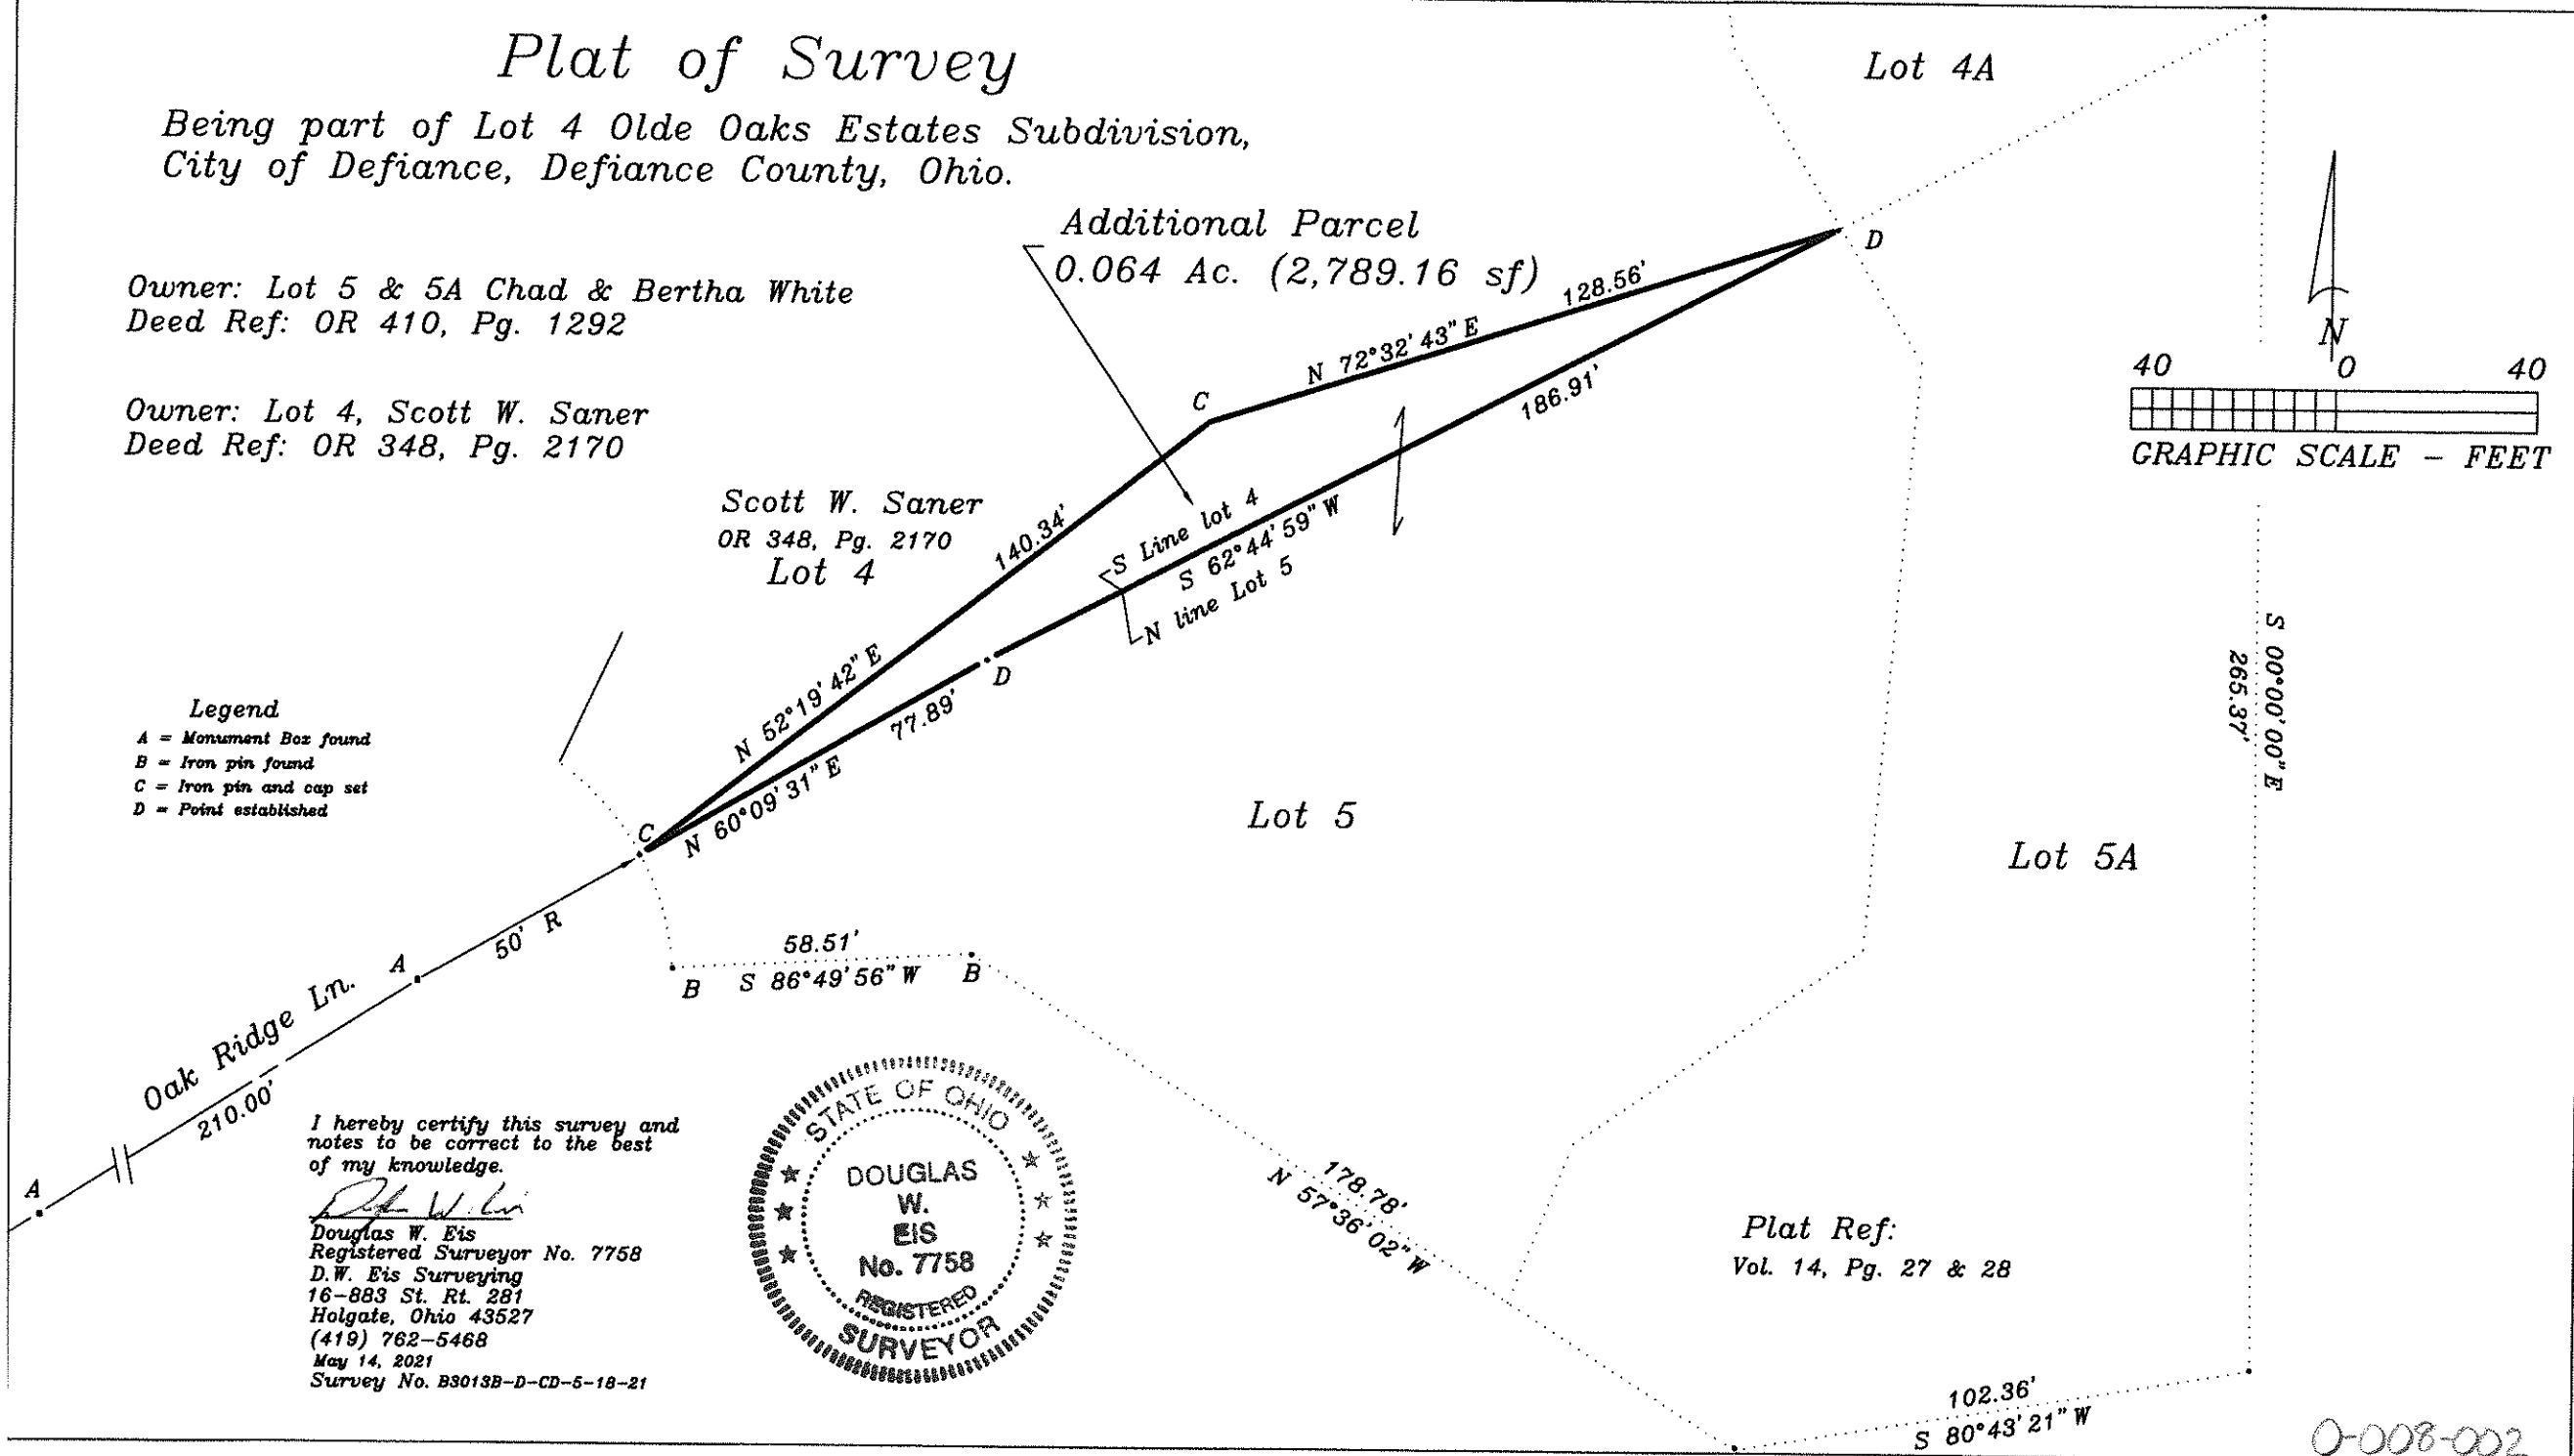 Plat of Survey
Being part of Lot 4 Olde Oaks Estates Subdivision,
City of Defiance, Defiance County, Ohio.
Lot 4A
Additional Parcel
0.064 Ac. (2,789.16 sf)
Owner: Lot 5 & 5A Chad & Bertha White
Deed Ref: OR 410, Pg. 1292
Owner: Lot 4, Scott W. Saner
Deed Ref: OR 348, Pg. 2170
D
128.56'
N 72°32'43" E
C
186.91'
N
40 0 40
GRAPHIC SCALE - FEET
Scott W. Saner
OR 348, Pg. 2170
Lot 4
140.34'
S Line lot 4
S 62°44'59" W
N line Lot 5
N 52°19'42" E
D
77.89'
N 60°09'31" E
C
S 00°00'00" E
265.37'
Legend
A = Monument Box found
B = Iron pin found
C = Iron pin and cap set
D = Point established
Lot 5
Lot 5A
50' R
A
Oak Ridge Ln.
210.00'
A
58.51'
S 86°49'56" W
B
B
178.78'
N 57°36'02" W
I hereby certify this survey and
notes to be correct to the best
of my knowledge.
Douglas W. Eis
Registered Surveyor No. 7758
D.W. Eis Surveying
16-883 St. Rt. 281
Holgate, Ohio 43527
(419) 762-5468
May 14, 2021
Survey No. B3013B-D-CD-5-18-21
STATE OF OHIO
DOUGLAS
W.
EIS
No. 7758
REGISTERED
SURVEYOR
Plat Ref:
Vol. 14, Pg. 27 & 28
102.36'
S 80°43'21" W
O-008-002